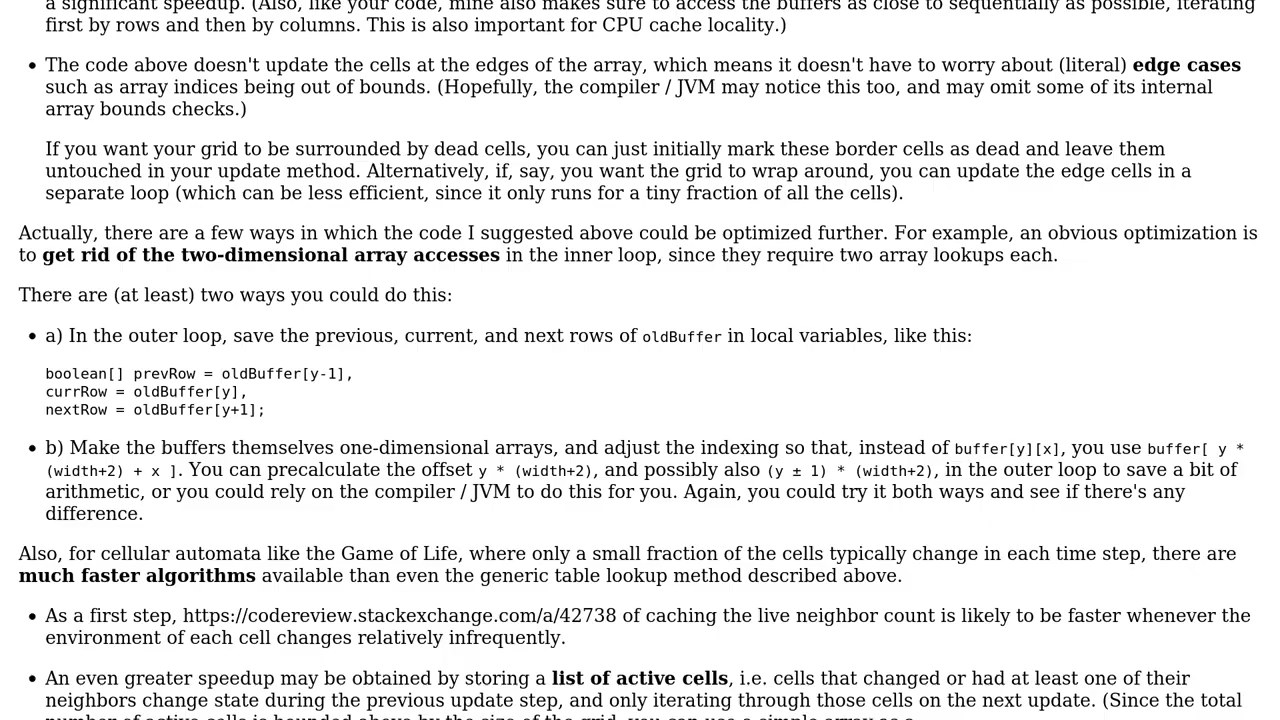 a significant speedup. (Also, like your code, mine also makes sure to access the buffers as close to sequentially as possible, iterating
first by rows and then by columns. This is also important for CPU cache locality.)
• The code above doesn't update the cells at the edges of the array, which means it doesn't have to worry about (literal) edge cases
such as array indices being out of bounds. (Hopefully, the compiler / JVM may notice this too, and may omit some of its internal
array bounds checks.)
If you want your grid to be surrounded by dead cells, you can just initially mark these border cells as dead and leave them
untouched in your update method. Alternatively, if, say, you want the grid to wrap around, you can update the edge cells in a
separate loop (which can be less efficient, since it only runs for a tiny fraction of all the cells).
Actually, there are a few ways in which the code I suggested above could be optimized further. For example, an obvious optimization is
to get rid of the two-dimensional array accesses in the inner loop, since they require two array lookups each.
There are (at least) two ways you could do this:
• a) In the outer loop, save the previous, current, and next rows of oldBuffer in local variables, like this:
boolean[] prevRow = oldBuffer[y-1],
currRow = oldBuffer[y],
nextRow = oldBuffer[y+1];
• b) Make the buffers themselves one-dimensional arrays, and adjust the indexing so that, instead of buffer[y][x], you use buffer[ y *
(width+2) + x ]. You can precalculate the offset y * (width+2), and possibly also (y ± 1) * (width+2), in the outer loop to save a bit of
arithmetic, or you could rely on the compiler / JVM to do this for you. Again, you could try it both ways and see if there's any
difference.
Also, for cellular automata like the Game of Life, where only a small fraction of the cells typically change in each time step, there are
much faster algorithms available than even the generic table lookup method described above.
• As a first step, https://codereview.stackexchange.com/a/42738 of caching the live neighbor count is likely to be faster whenever the
environment of each cell changes relatively infrequently.
• An even greater speedup may be obtained by storing a list of active cells, i.e. cells that changed or had at least one of their
neighbors change state during the previous update step, and only iterating through those cells on the next update. (Since the total
number of active cells is bounded above by the size of the grid, you can use a simple array as a